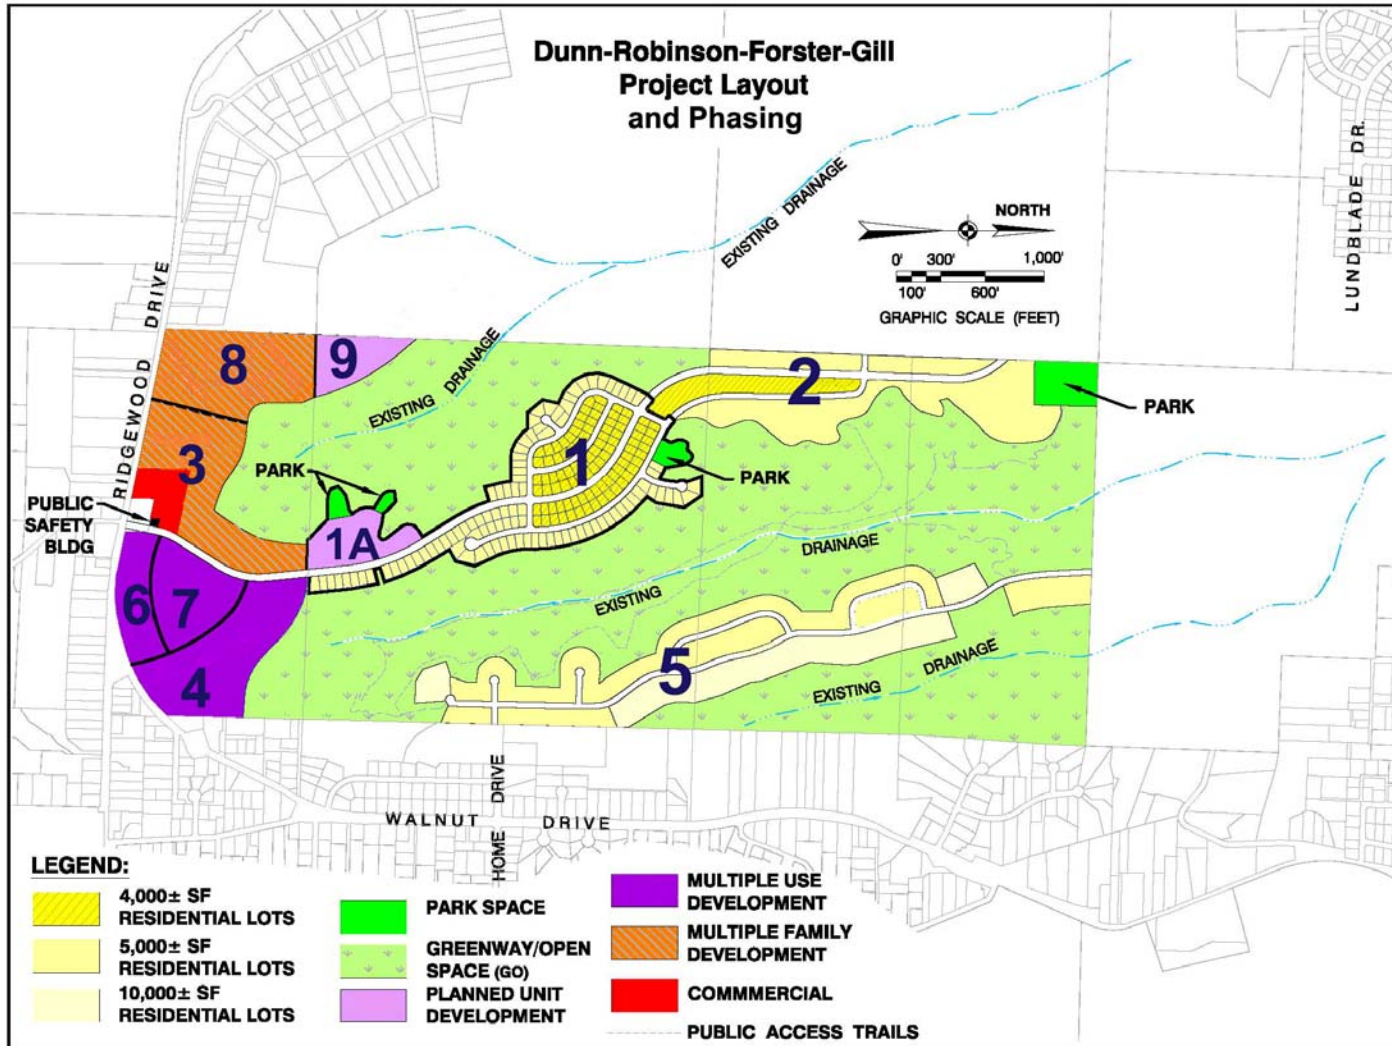 Dunn-Robinson-Forster-Gill
Project Layout
and Phasing
LUNDBLADE DR.
EXISTING DRAINAGE
NORTH
0' 300' 1,000'
100' 600'
GRAPHIC SCALE (FEET)
RIDGEWOOD DRIVE
8
9
2
EXISTING DRAINAGE
PARK
3
1
PARK
PARK
PUBLIC
SAFETY
BLDG
1A
DRAINAGE
EXISTING
6
7
4
5
DRAINAGE
EXISTING
HOME DRIVE
WALNUT DRIVE
LEGEND:
4,000± SF
RESIDENTIAL LOTS
5,000± SF
RESIDENTIAL LOTS
10,000± SF
RESIDENTIAL LOTS
PARK SPACE
GREENWAY/OPEN
SPACE (GO)
PLANNED UNIT
DEVELOPMENT
MULTIPLE USE
DEVELOPMENT
MULTIPLE FAMILY
DEVELOPMENT
COMMMERCIAL
PUBLIC ACCESS TRAILS